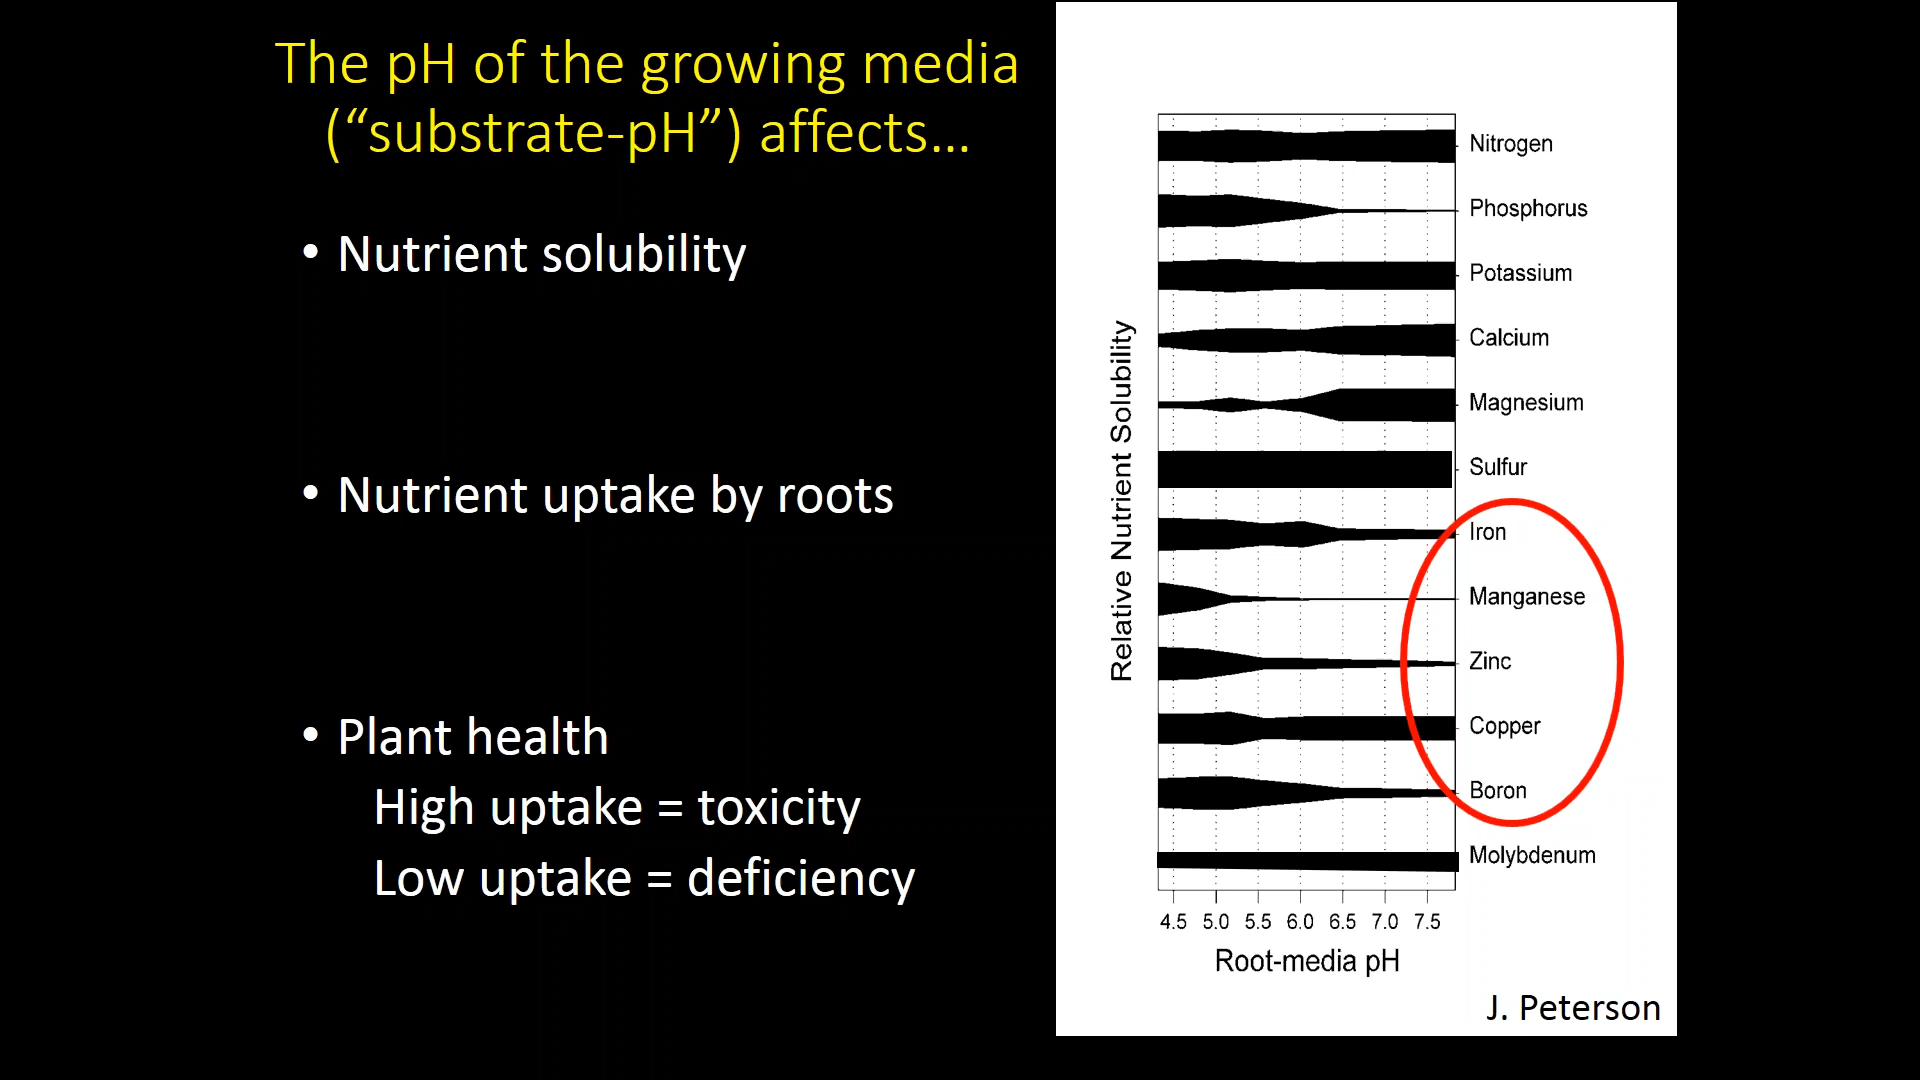 The pH of the growing media
(“substrate-pH”) affects...
• Nutrient solubility
• Nutrient uptake by roots
• Plant health
High uptake = toxicity
Low uptake = deficiency
Relative Nutrient Solubility
Nitrogen
Phosphorus
Potassium
Calcium
Magnesium
Sulfur
Iron
Manganese
Zinc
Copper
Boron
Molybdenum
4.5 5.0 5.5 6.0 6.5 7.0 7.5
Root-media pH
J. Peterson